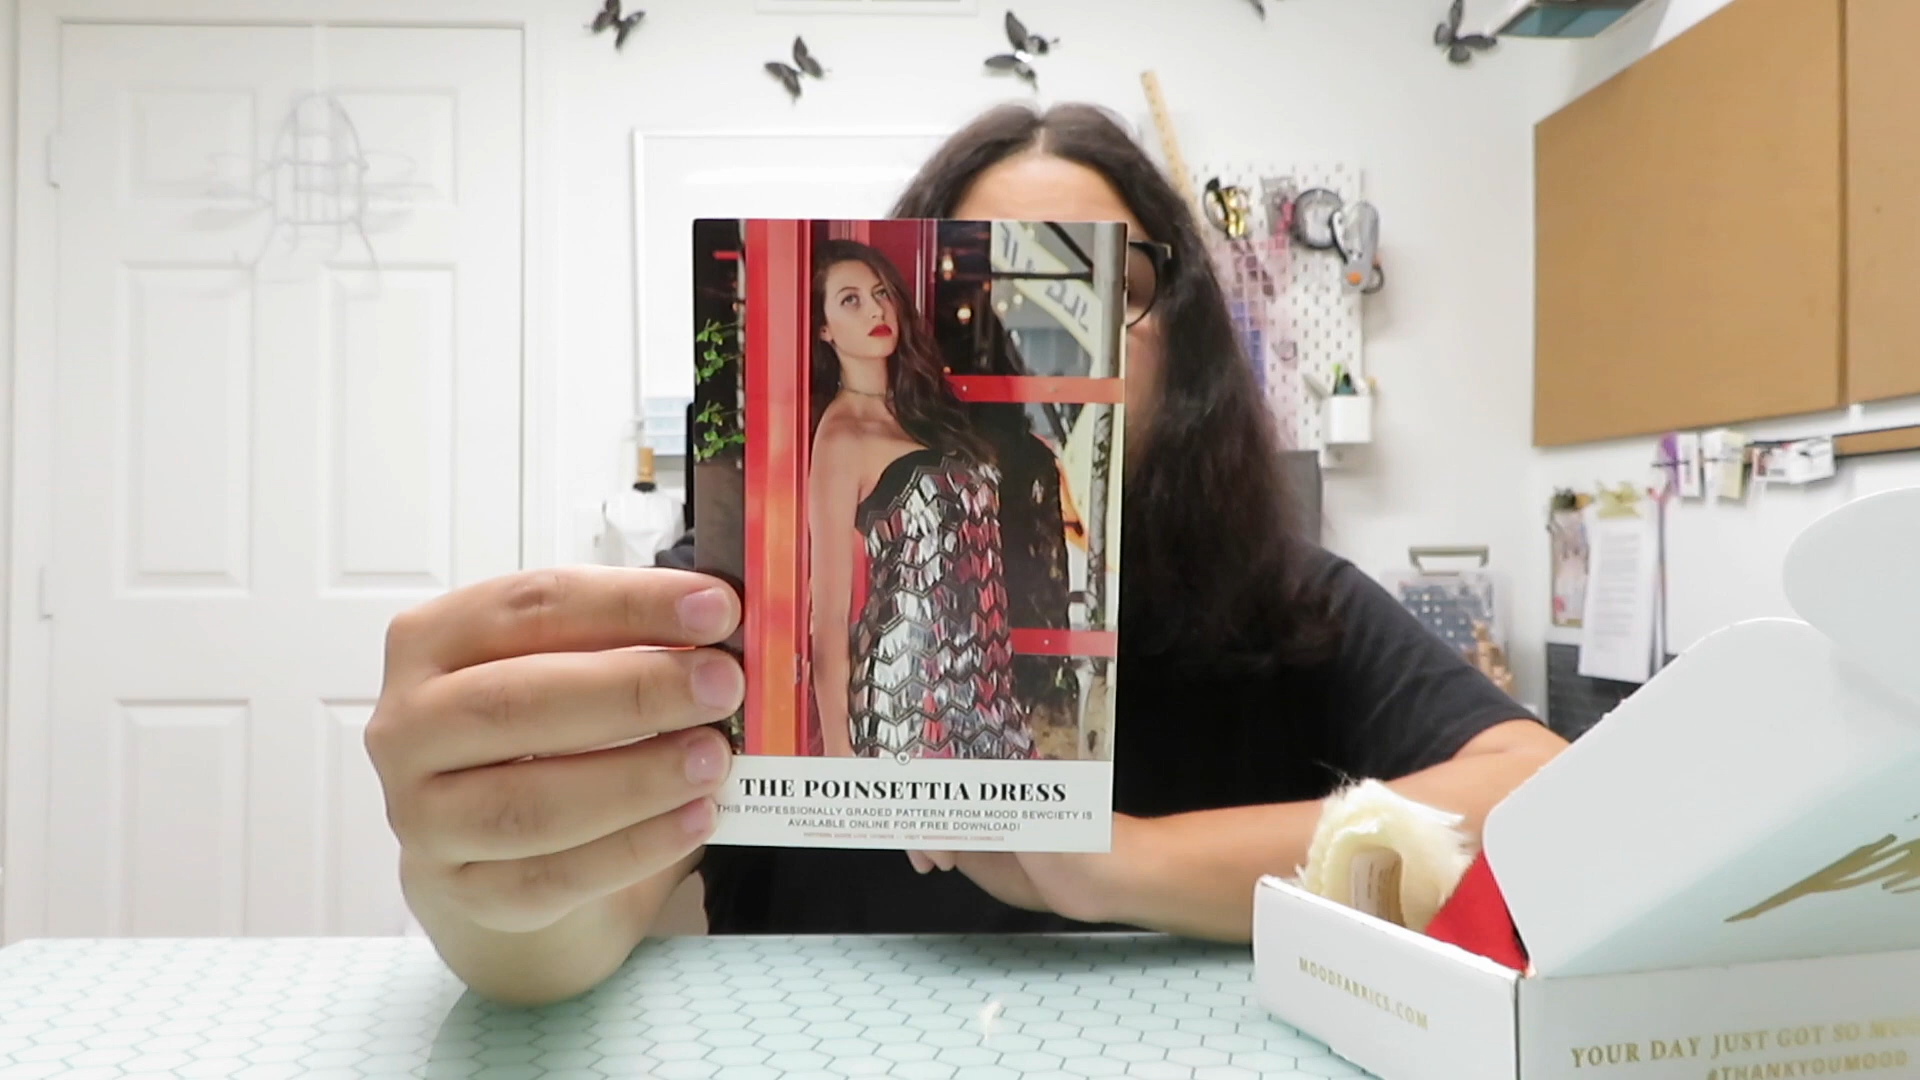 THE POINSETTIA DRESS
THIS PROFESSIONALLY GRADED PATTERN FROM MOOD SEWCIETY IS
AVAILABLE ONLINE FOR FREE DOWNLOAD!
MOODFABRICS.COM
YOUR DAY JUST GOT SO
#THANKYOUMOOD